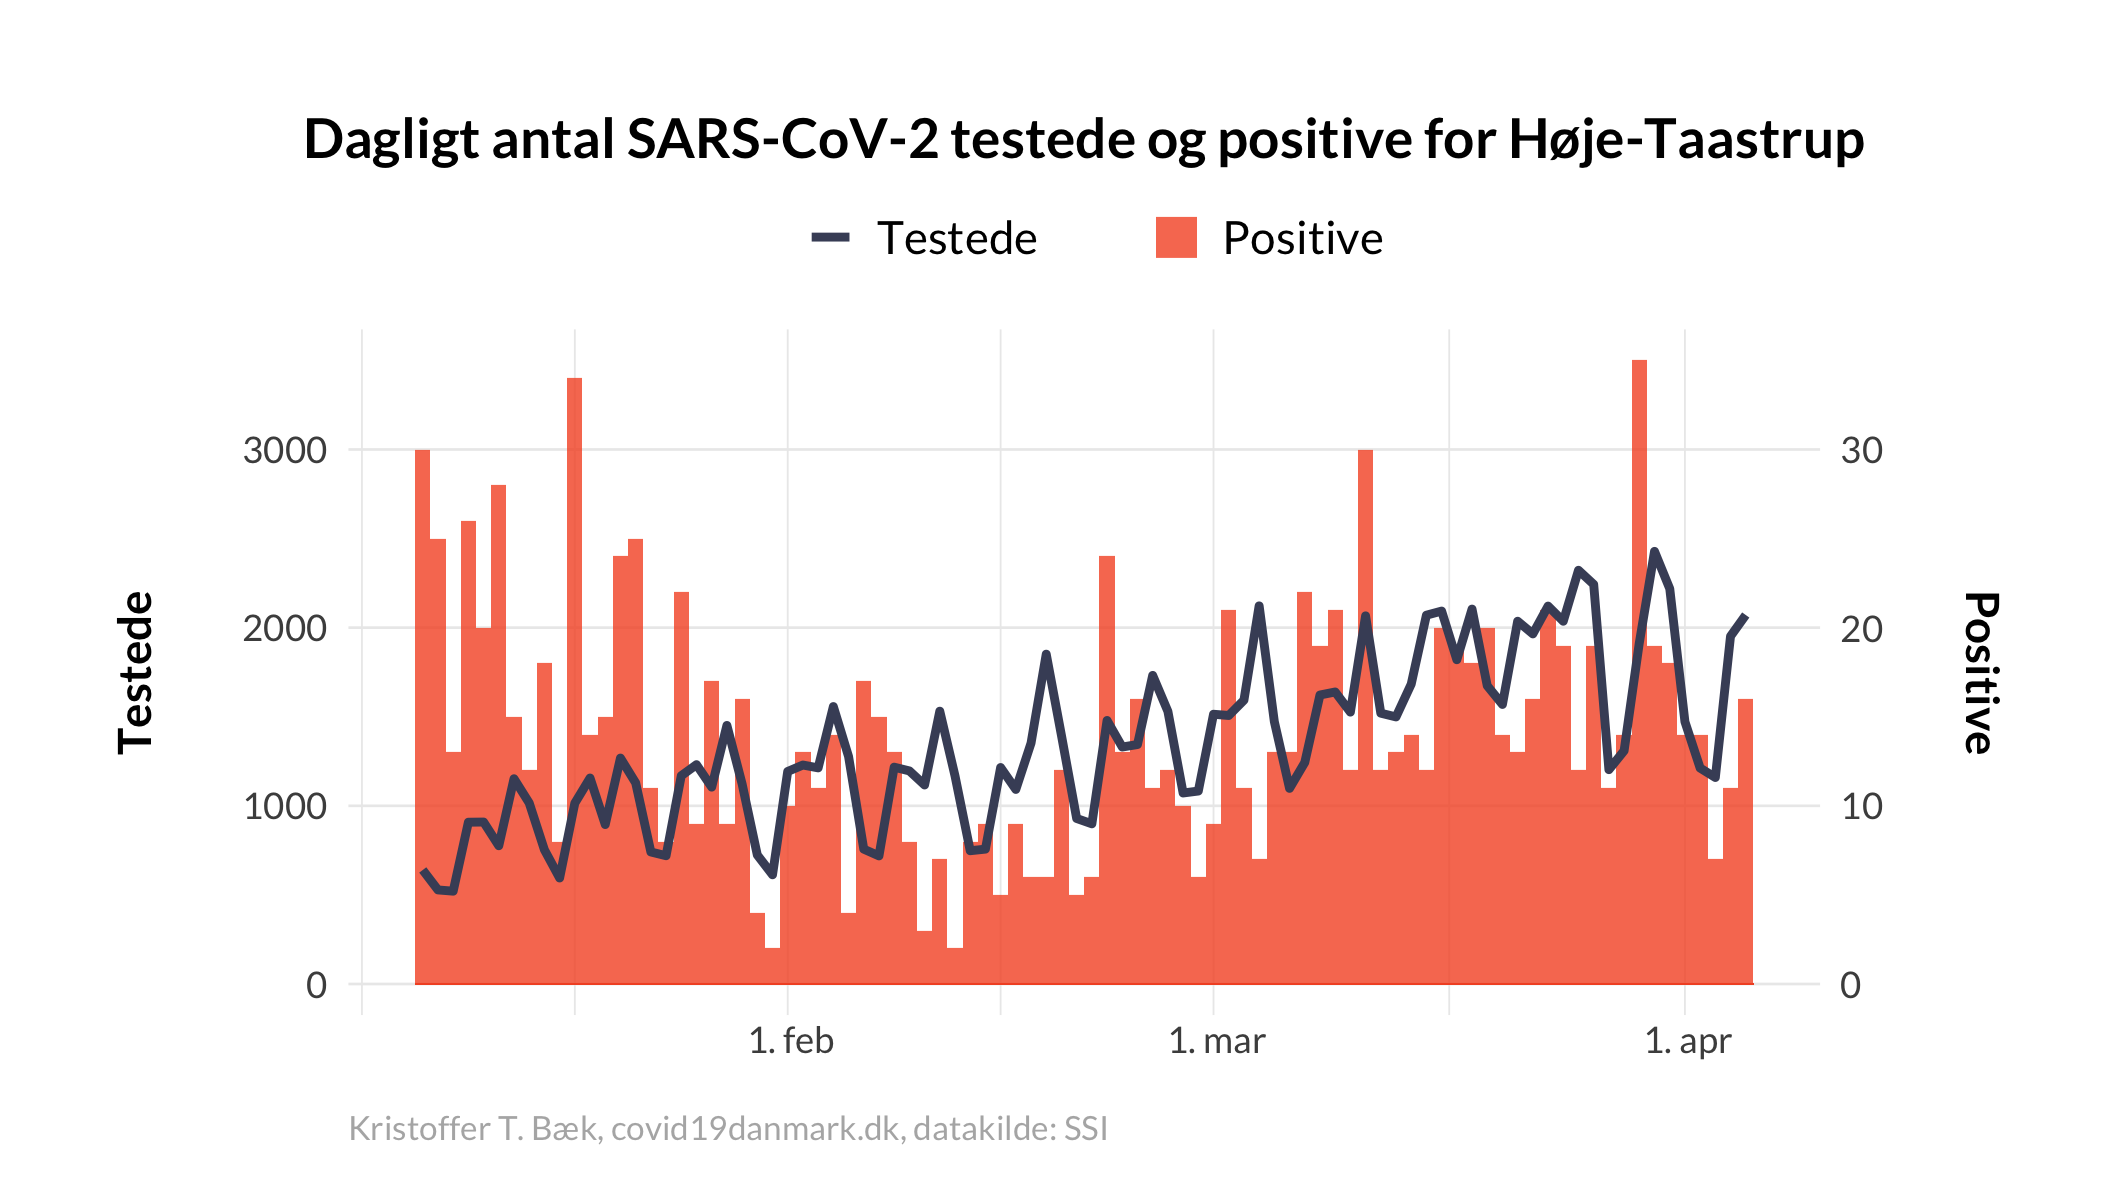 Dagligt antal SARS-CoV-2 testede og positive for Høje-Taastrup
Testede Positive
3000 30
2000 20
1000 10
0 0
Testede
Positive
1. feb 1. mar 1. apr
Kristoffer T. Bæk, covid19danmark.dk, datakilde: SSI